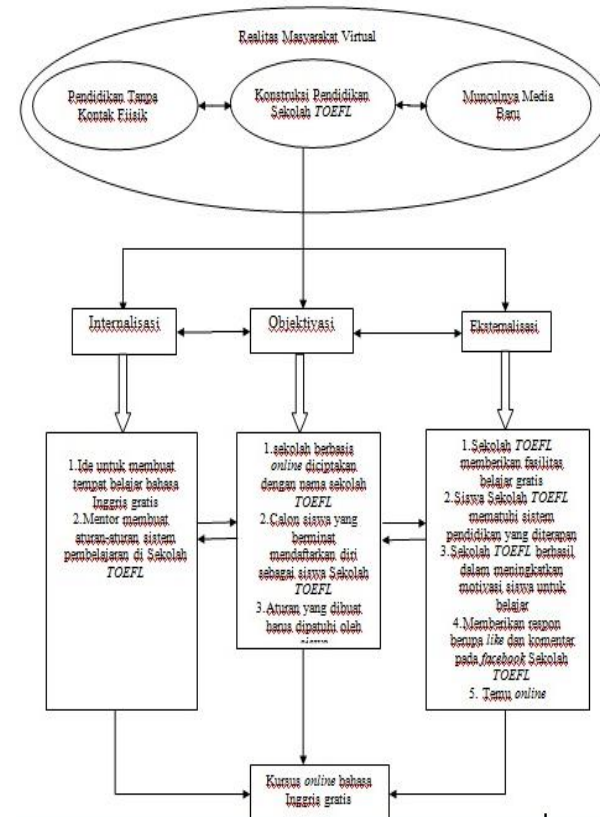 Realitas Masyarakat Virtual
Pendidikan Tanpa
Kontak Fiisik
Konstruksi Pendidikan
Sekolah TOEFL
Munculnya Media
Baru
Internalisasi
Objektivasi
Eksternalisasi
1.Ide untuk membuat
tempat belajar bahasa
Inggris gratis
2.Mentor membuat
aturan-aturan sistem
pembelajaran di Sekolah
TOEFL
1.sekolah berbasis
online diciptakan
dengan nama sekolah
TOEFL
2.Calon siswa yang
berminat
mendaftarkan diri
sebagai siswa Sekolah
TOEFL
3.Aturan yang dibuat
harus dipatuhi oleh
1.Sekolah TOEFL
memberikan fasilitas
belajar gratis
2.Siswa Sekolah TOEFL
mematuhi sistem
pendidikan yang diterapan
3.Sekolah TOEFL berhasil
dalam meningkatkan
motivasi siswa untuk
belajar
4.Memberikan respon
berupa like dan komentar
pada facebook Sekolah
TOEFL
5. Temu online
Kursus online bahasa
Inggris gratis